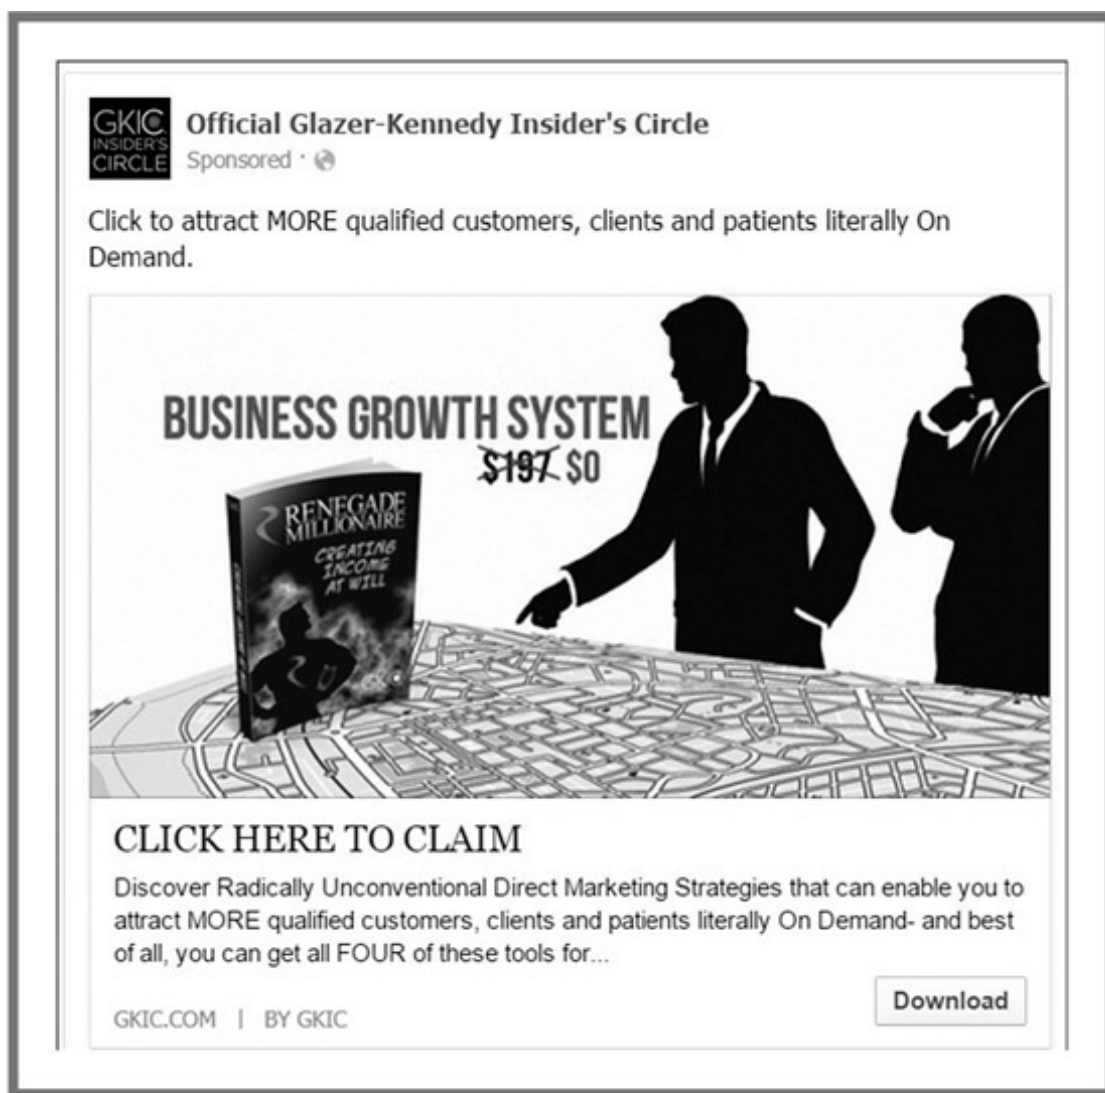 GKIC
INSIDER'S
CIRCLE
Official Glazer-Kennedy Insider's Circle
Sponsored ·
Click to attract MORE qualified customers, clients and patients literally On
Demand.
BUSINESS GROWTH SYSTEM
$197 $0
RENEGADE
MILLIONAIRE
CREATING
INCOME
AT WILL
CLICK HERE TO CLAIM
Discover Radically Unconventional Direct Marketing Strategies that can enable you to
attract MORE qualified customers, clients and patients literally On Demand- and best
of all, you can get all FOUR of these tools for...
Download
GKIC.COM | BY GKIC